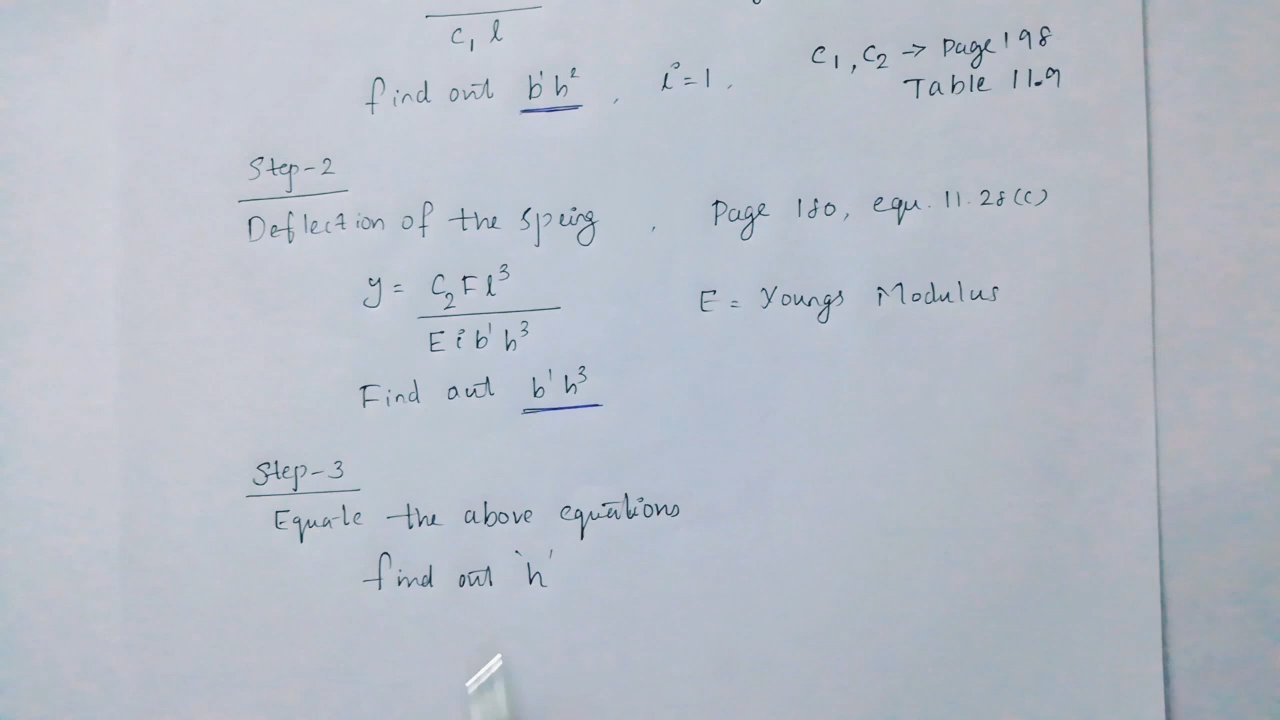 c₁ l
find out b'h² , i=1 ,
C₁, C₂ → Page 198
Table 11.9
Step-2
Deflection of the spring , Page 180, equ. 11.28(c)
y = C₂Fl³ / E i b'h³
E = Youngs Modulus
Find out b'h³
Step-3
Equate the above equations
find out 'h'